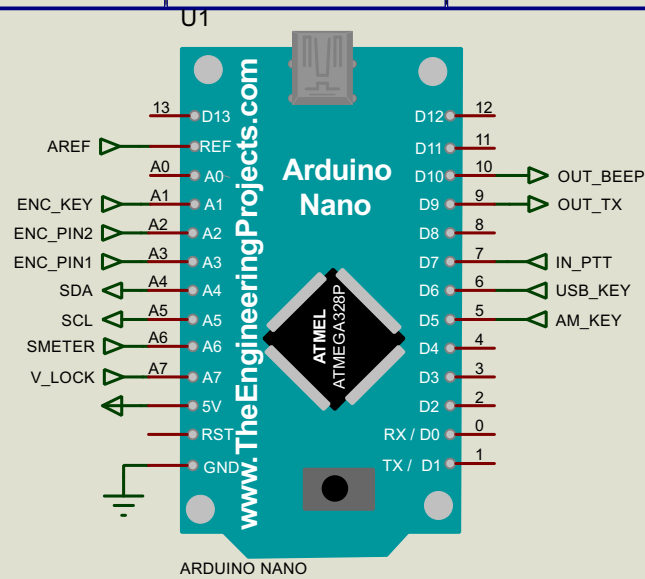 U1
13 D13 D12 12
AREF REF D11 11
A0 A0 D10 10 OUT_BEEP
ENC_KEY A1 A1 D9 9 OUT_TX
ENC_PIN2 A2 A2 D8 8
ENC_PIN1 A3 A3 D7 7 IN_PTT
SDA A4 A4 D6 6 USB_KEY
SCL A5 A5 D5 5 AM_KEY
SMETER A6 A6 D4 4
V_LOCK A7 A7 D3 3
5V D2 2
RST RX / D0 0
GND TX / D1 1
www.TheEngineeringProjects.com
Arduino
Nano
ATMEL
ATMEGA328P
ARDUINO NANO